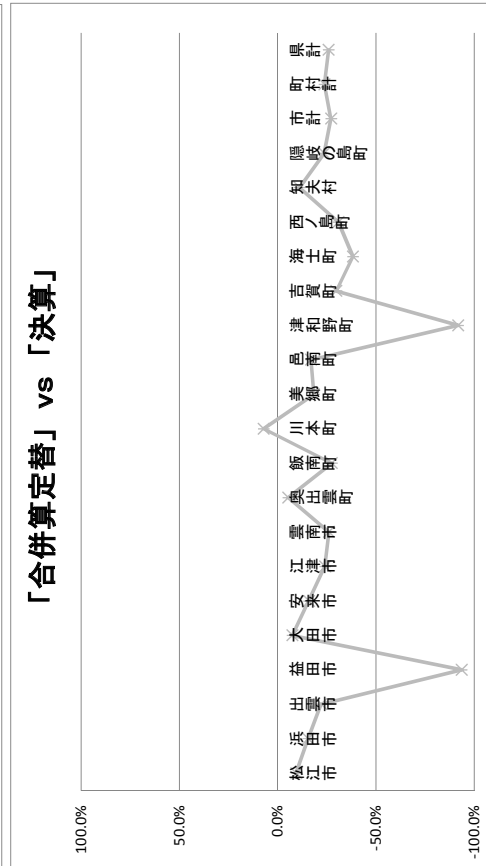 「合併算定替」 vs 「決算」
100.0%
50.0%
0.0%
-50.0%
-100.0%
松江市
浜田市
出雲市
益田市
大田市
安来市
江津市
雲南市
奥出雲町
飯南町
川本町
美郷町
邑南町
津和野町
吉賀町
海士町
西ノ島町
知夫村
隠岐の島町
市計
町村計
県計